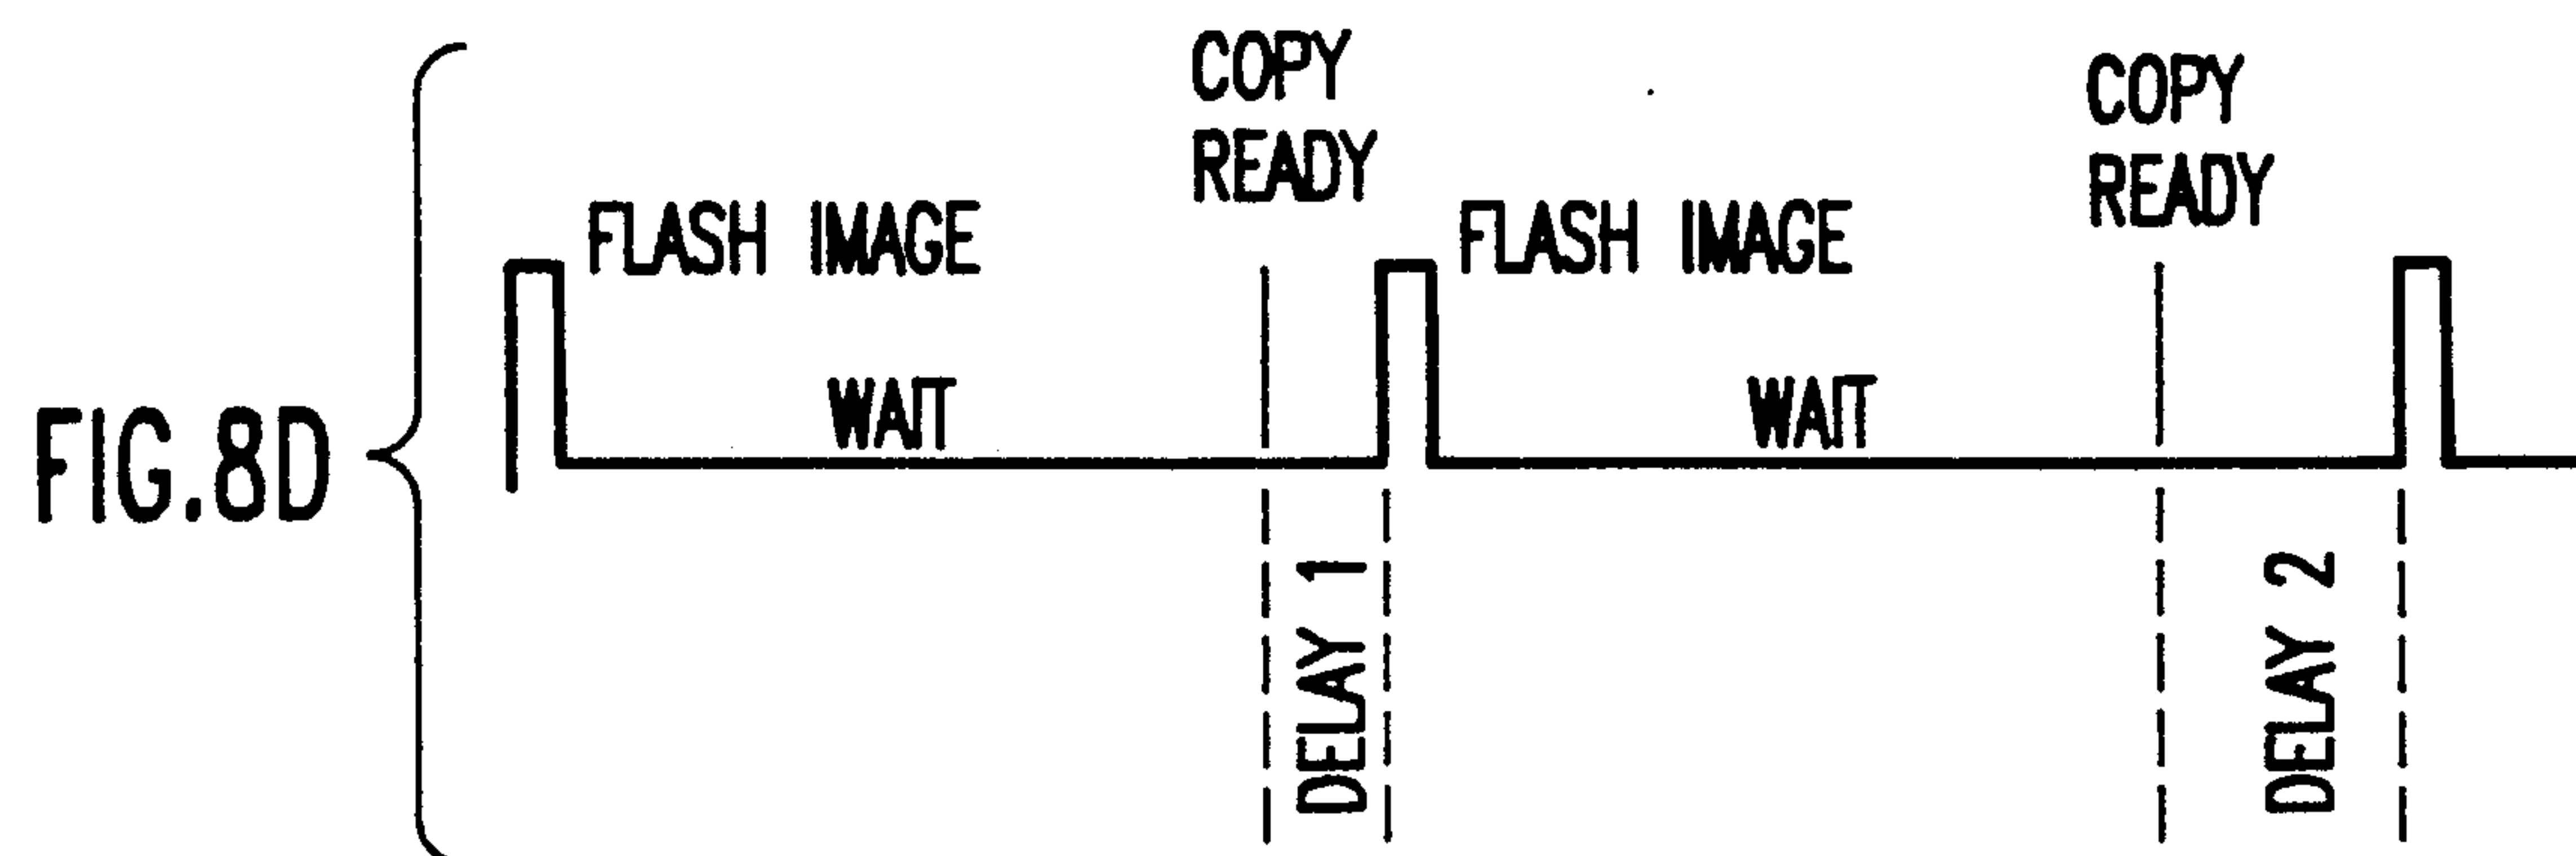 FIG.8D
COPY
READY
COPY
READY
FLASH IMAGE
FLASH IMAGE
WAIT
WAIT
DELAY 1
DELAY 2